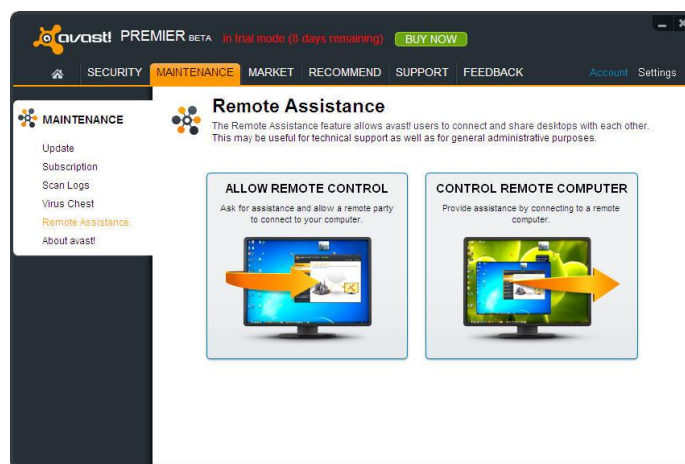 avast! PREMIER BETA In trial mode (8 days remaining) BUY NOW
SECURITY MAINTENANCE MARKET RECOMMEND SUPPORT FEEDBACK Account Settings
MAINTENANCE
Update
Subscription
Scan Logs
Virus Chest
Remote Assistance
About avast!
Remote Assistance
The Remote Assistance feature allows avast! users to connect and share desktops with each other.
This may be useful for technical support as well as for general administrative purposes.
ALLOW REMOTE CONTROL
Ask for assistance and allow a remote party
to connect to your computer.
CONTROL REMOTE COMPUTER
Provide assistance by connecting to a remote
computer.